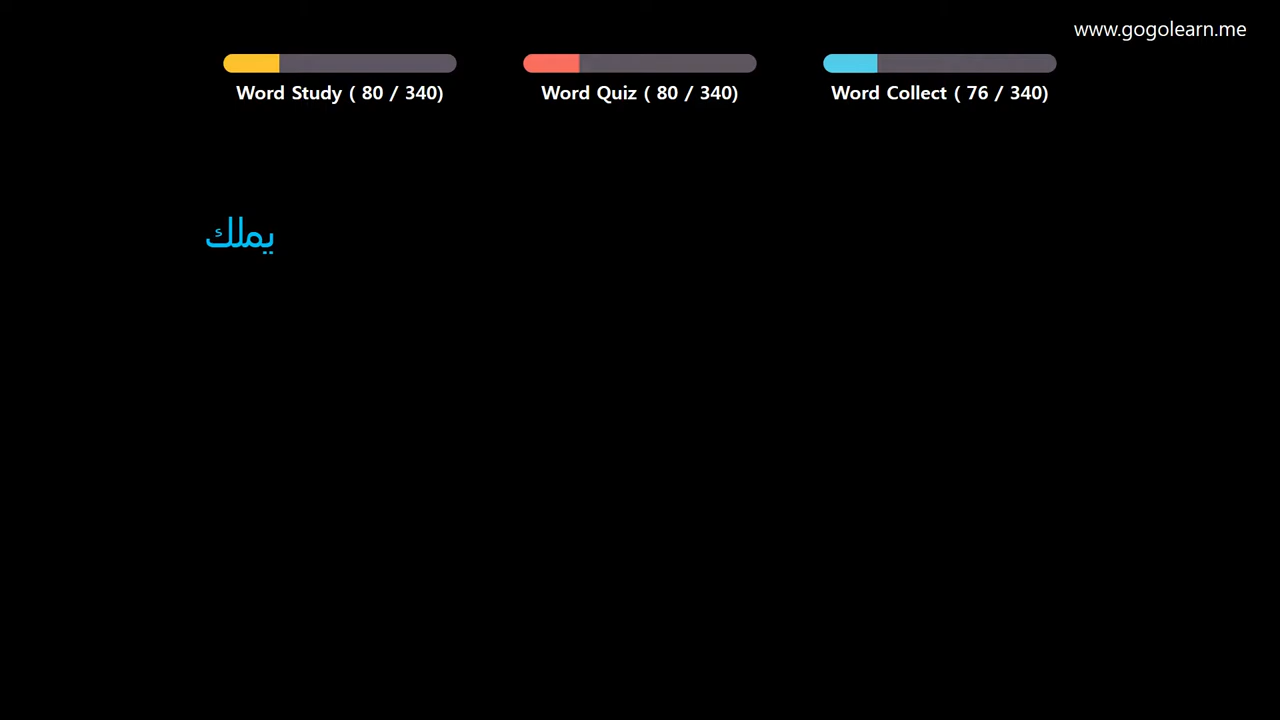 www.gogolearn.me
Word Study ( 80 / 340)
Word Quiz ( 80 / 340)
Word Collect ( 76 / 340)
يملك